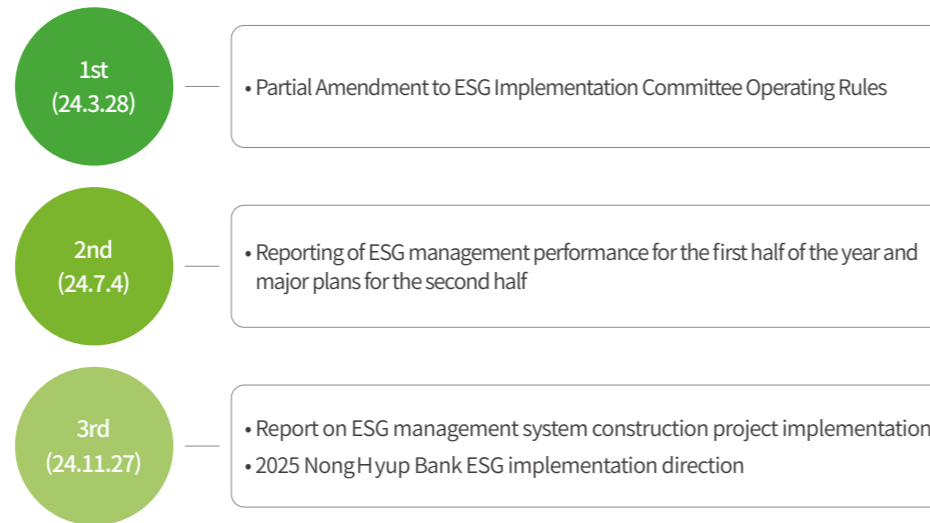 1st
(24.3.28)
• Partial Amendment to ESG Implementation Committee Operating Rules
2nd
(24.7.4)
• Reporting of ESG management performance for the first half of the year and
major plans for the second half
3rd
(24.11.27)
• Report on ESG management system construction project implementation
• 2025 NongHyup Bank ESG implementation direction